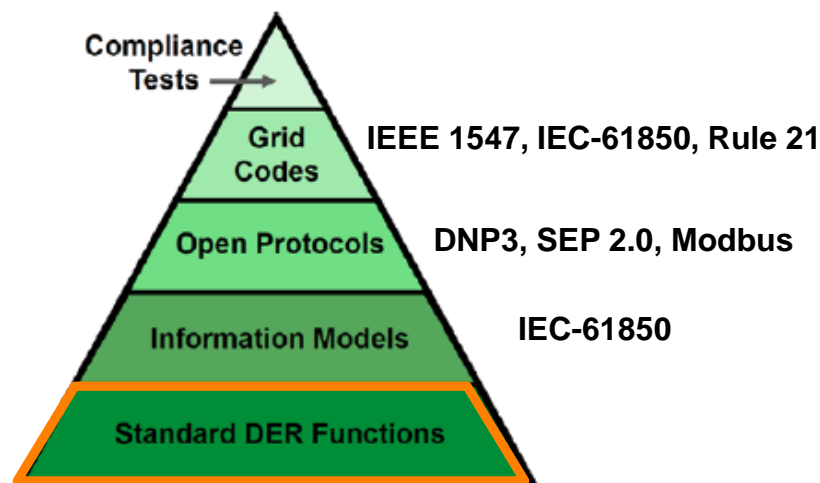 Compliance
Tests
Grid
Codes
IEEE 1547, IEC-61850, Rule 21
Open Protocols
DNP3, SEP 2.0, Modbus
Information Models
IEC-61850
Standard DER Functions